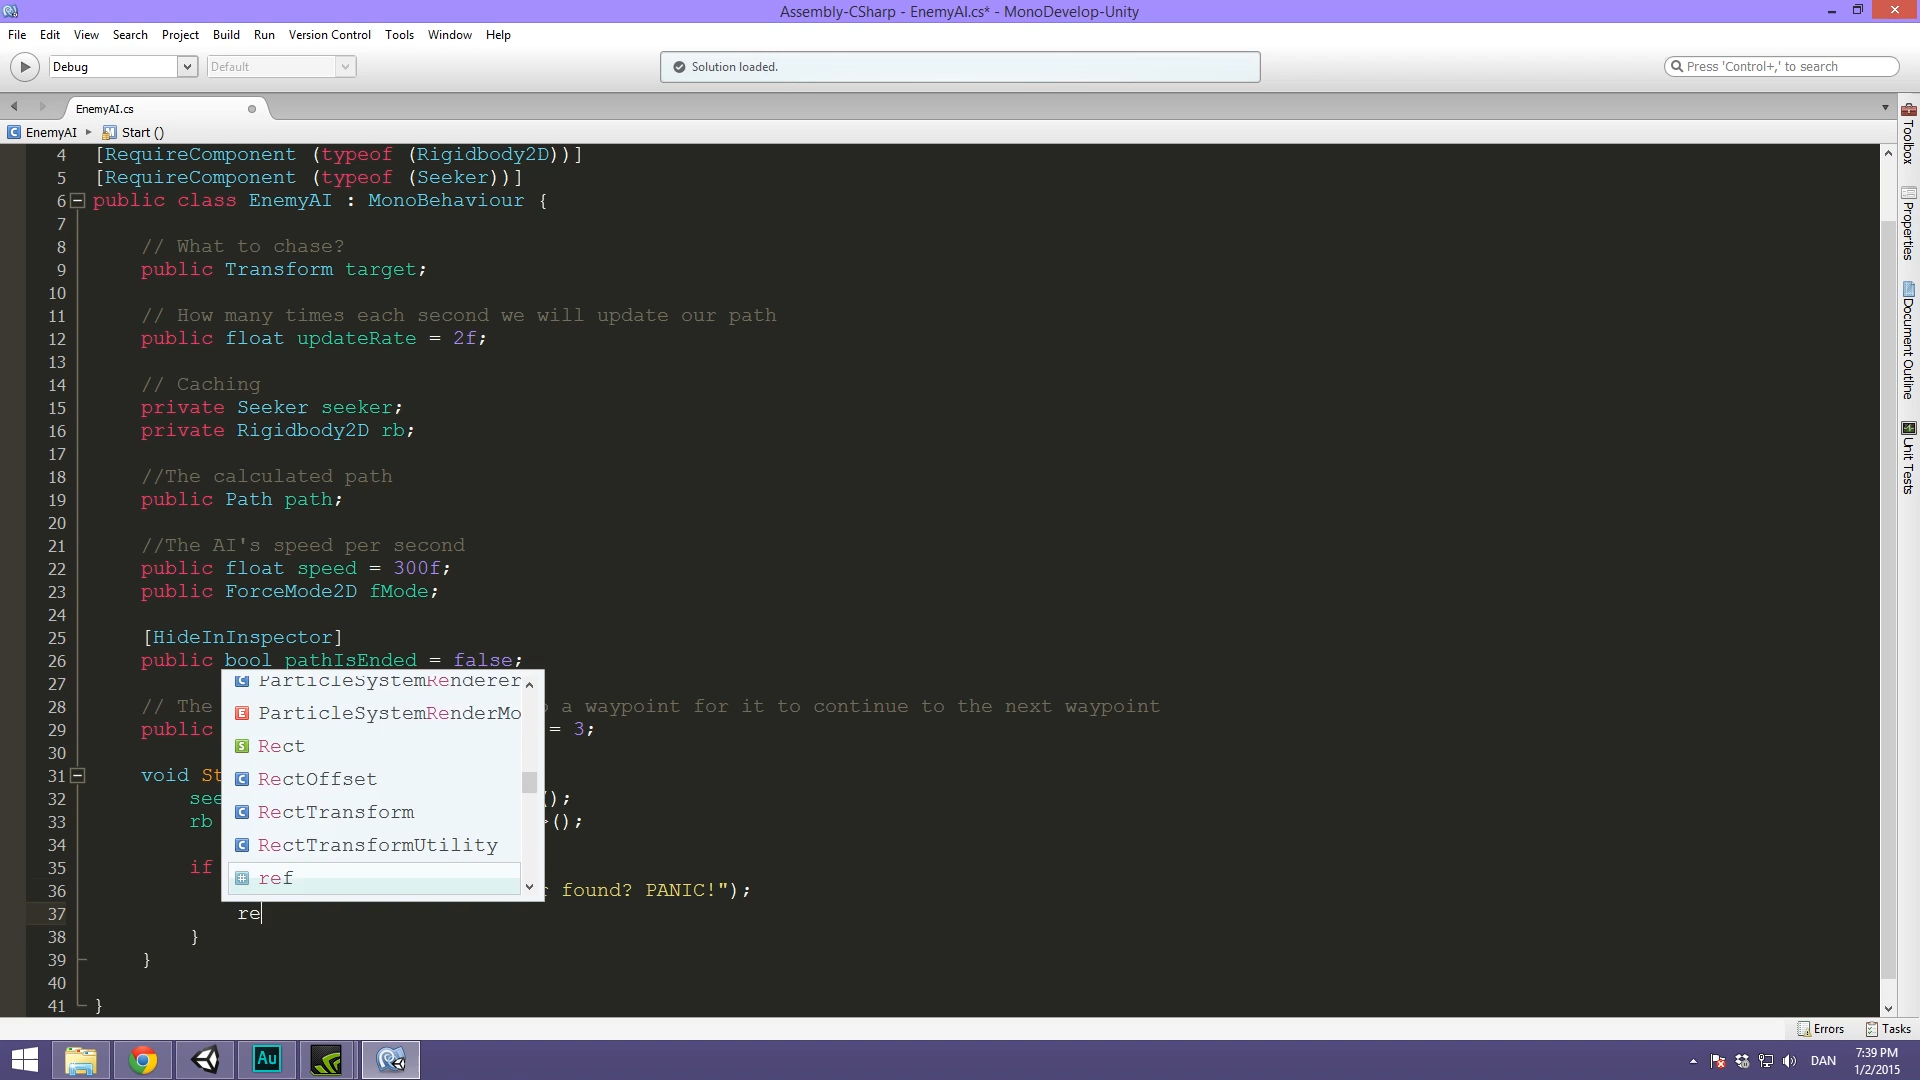 Assembly-CSharp - EnemyAI.cs* - MonoDevelop-Unity
File Edit View Search Project Build Run Version Control Tools Window Help
Debug Default Solution loaded. Press 'Control+,' to search
EnemyAI.cs
EnemyAI Start ()
4 [RequireComponent (typeof (Rigidbody2D))]
5 [RequireComponent (typeof (Seeker))]
6 public class EnemyAI : MonoBehaviour {
7
8 // What to chase?
9 public Transform target;
10
11 // How many times each second we will update our path
12 public float updateRate = 2f;
13
14 // Caching
15 private Seeker seeker;
16 private Rigidbody2D rb;
17
18 //The calculated path
19 public Path path;
20
21 //The AI's speed per second
22 public float speed = 300f;
23 public ForceMode2D fMode;
24
25 [HideInInspector]
26 public bool pathIsEnded = false;
27
28 // The a waypoint for it to continue to the next waypoint
29 public = 3;
30
31 void St
32 see ();
33 rb >();
34
35 if
36 found? PANIC!");
37 re
38 }
39 }
40
41 }
ParticleSystemRenderer
ParticleSystemRenderMo
Rect
RectOffset
RectTransform
RectTransformUtility
ref
Toolbox
Properties
Document Outline
Unit Tests
Errors Tasks
Au
DAN
7:39 PM
1/2/2015